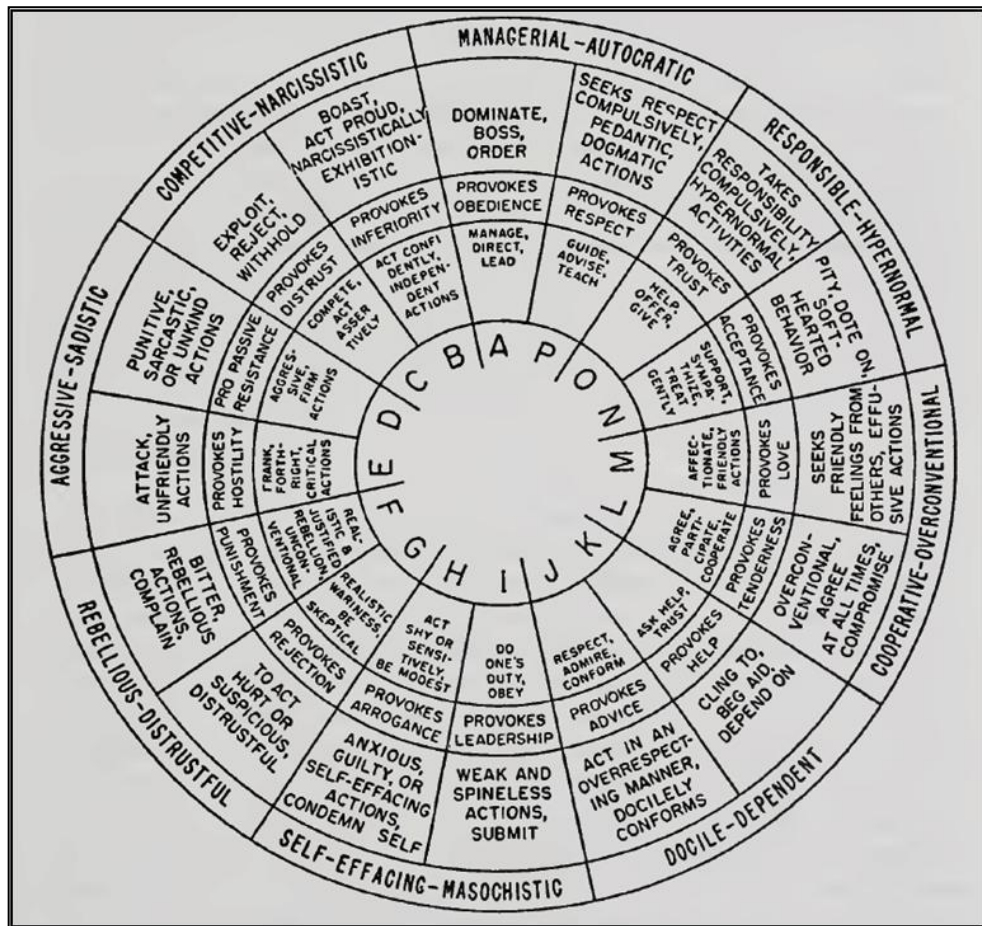 MANAGERIAL-AUTOCRATIC
DOMINATE,
BOSS,
ORDER
PROVOKES
OBEDIENCE
MANAGE,
DIRECT,
LEAD
A
SEEKS RESPECT
COMPULSIVELY,
PEDANTIC,
DOGMATIC
ACTIONS
PROVOKES
RESPECT
GUIDE,
ADVISE,
TEACH
P
RESPONSIBLE-HYPERNORMAL
TAKES
RESPONSIBILITY
COMPULSIVELY,
HYPERNORMAL
ACTIVITIES
PROVOKES
TRUST
HELP,
OFFER,
GIVE
O
PITY, DOTE ON,
SOFT-
HEARTED
BEHAVIOR
PROVOKES
ACCEPTANCE
SUPPORT,
SYMPA-
THIZE,
TREAT
GENTLY
N
COOPERATIVE-OVERCONVENTIONAL
SEEKS
FRIENDLY
FEELINGS FROM
OTHERS, EFFU-
SIVE ACTIONS
PROVOKES
LOVE
AFFEC-
TIONATE,
FRIENDLY
ACTIONS
M
OVERCON-
VENTIONAL,
AGREE
AT ALL TIMES,
COMPROMISE
PROVOKES
TENDERNESS
AGREE,
PARTI-
CIPATE,
COOPERATE
L
DOCILE-DEPENDENT
CLING TO,
BEG AID,
DEPEND ON
PROVOKES
HELP
ASK HELP,
TRUST
K
ACT IN AN
OVERRESPECT-
ING MANNER,
DOCILELY
CONFORMS
PROVOKES
ADVICE
RESPECT,
ADMIRE,
CONFORM
J
SELF-EFFACING-MASOCHISTIC
WEAK AND
SPINELESS
ACTIONS,
SUBMIT
PROVOKES
LEADERSHIP
DO
ONE'S
DUTY,
OBEY
I
ANXIOUS,
GUILTY, OR
SELF-EFFACING
ACTIONS,
CONDEMN SELF
PROVOKES
ARROGANCE
ACT
SHY OR
SENSI-
TIVELY,
BE MODEST
H
REBELLIOUS-DISTRUSTFUL
TO ACT
HURT OR
SUSPICIOUS,
DISTRUSTFUL
PROVOKES
REJECTION
REALISTIC
WARINESS,
BE
SKEPTICAL
G
BITTER,
REBELLIOUS
ACTIONS,
COMPLAIN
PROVOKES
PUNISHMENT
REAL-
ISTIC &
JUSTIFIED
REBELLION,
UNCON-
VENTIONAL
F
AGGRESSIVE-SADISTIC
ATTACK,
UNFRIENDLY
ACTIONS
PROVOKES
HOSTILITY
FRANK,
FORTH-
RIGHT,
CRITICAL
ACTIONS
E
PUNITIVE,
SARCASTIC,
OR UNKIND
ACTIONS
PRO PASSIVE
RESISTANCE
AGGRES-
SIVE,
FIRM
ACTIONS
D
COMPETITIVE-NARCISSISTIC
EXPLOIT,
REJECT,
WITHHOLD
PROVOKES
DISTRUST
COMPETE,
ACT
ASSER
TIVELY
C
BOAST,
ACT PROUD,
NARCISSISTICALLY
EXHIBITION-
ISTIC
PROVOKES
INFERIORITY
ACT CONFI
DENTLY,
INDEPEN-
DENT
ACTIONS
B